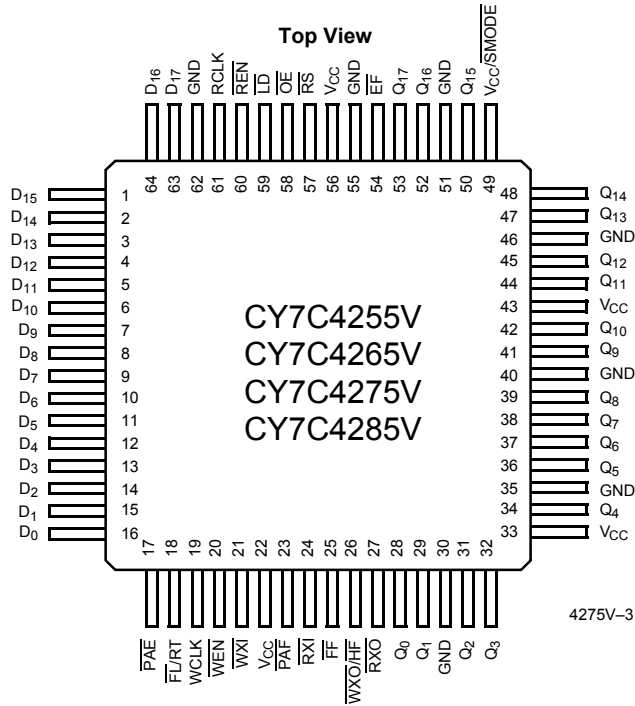 Top View
D16
D17
GND
RCLK
REN
LD
OE
RS
VCC
GND
EF
Q17
Q16
GND
Q15
VCC/SMODE
64
63
62
61
60
59
58
57
56
55
54
53
52
51
50
49
D15 1
D14 2
D13 3
D12 4
D11 5
D10 6
D9 7
D8 8
D7 9
D6 10
D5 11
D4 12
D3 13
D2 14
D1 15
D0 16
CY7C4255V
CY7C4265V
CY7C4275V
CY7C4285V
48 Q14
47 Q13
46 GND
45 Q12
44 Q11
43 VCC
42 Q10
41 Q9
40 GND
39 Q8
38 Q7
37 Q6
36 Q5
35 GND
34 Q4
33 VCC
17
18
19
20
21
22
23
24
25
26
27
28
29
30
31
32
PAE
FL/RT
WCLK
WEN
WXI
VCC
PAF
RXI
FF
WXO/HF
RXO
Q0
Q1
GND
Q2
Q3
4275V–3